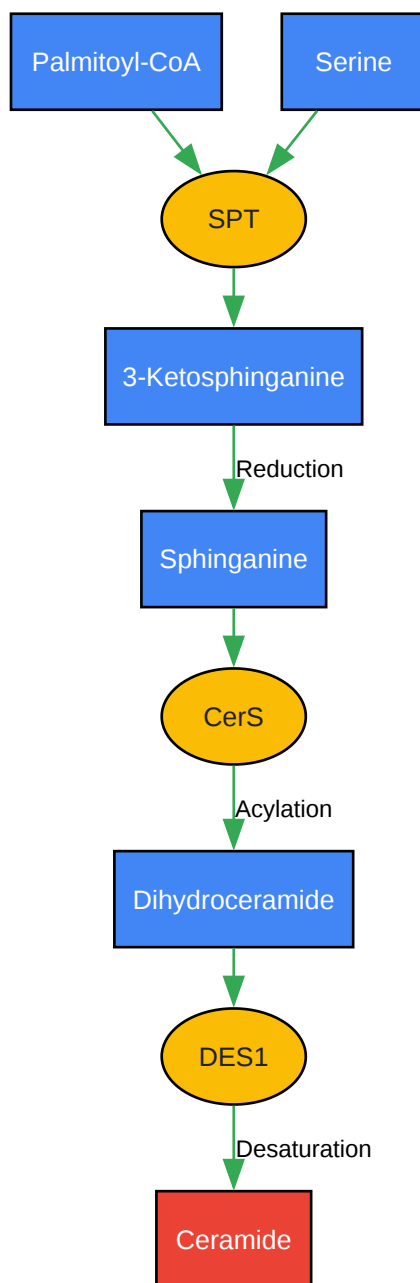 Palmitoyl-CoA
Serine
SPT
3-Ketosphinganine
Reduction
Sphinganine
CerS
Acylation
Dihydroceramide
DES1
Desaturation
Ceramide